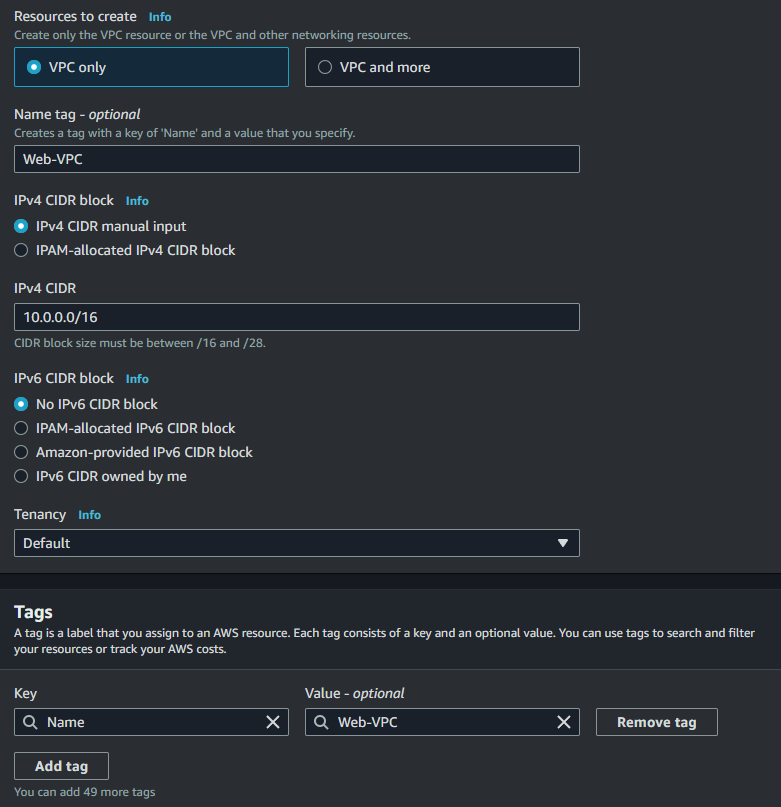 Resources to create Info
Create only the VPC resource or the VPC and other networking resources.
VPC only VPC and more
Name tag - optional
Creates a tag with a key of 'Name' and a value that you specify.
Web-VPC
IPv4 CIDR block Info
IPv4 CIDR manual input
IPAM-allocated IPv4 CIDR block
IPv4 CIDR
10.0.0.0/16
CIDR block size must be between /16 and /28.
IPv6 CIDR block Info
No IPv6 CIDR block
IPAM-allocated IPv6 CIDR block
Amazon-provided IPv6 CIDR block
IPv6 CIDR owned by me
Tenancy Info
Default
Tags
A tag is a label that you assign to an AWS resource. Each tag consists of a key and an optional value. You can use tags to search and filter
your resources or track your AWS costs.
Key Value - optional
Name Web-VPC Remove tag
Add tag
You can add 49 more tags